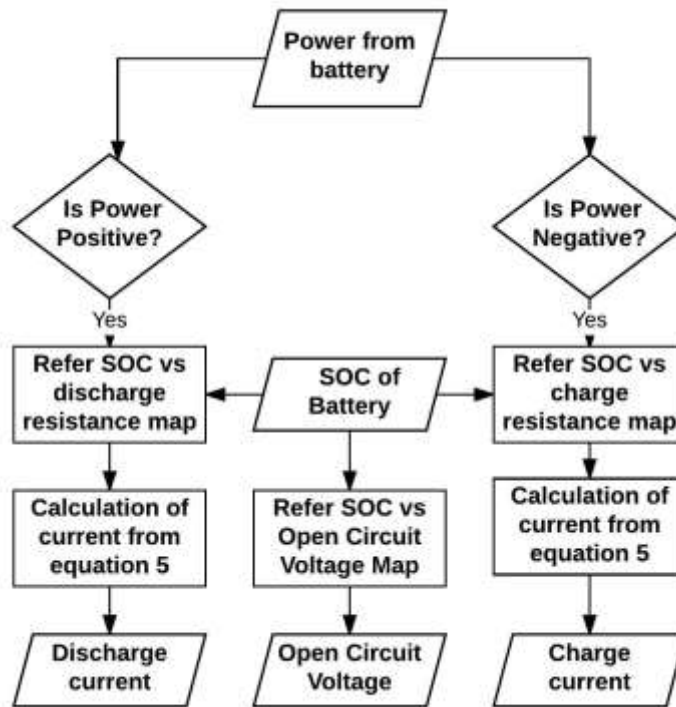 Power from
battery
Is Power
Positive?
Is Power
Negative?
Yes
Yes
Refer SOC vs
discharge
resistance map
SOC of
Battery
Refer SOC vs
charge
resistance map
Calculation of
current from
equation 5
Refer SOC vs
Open Circuit
Voltage Map
Calculation of
current from
equation 5
Discharge
current
Open Circuit
Voltage
Charge
current